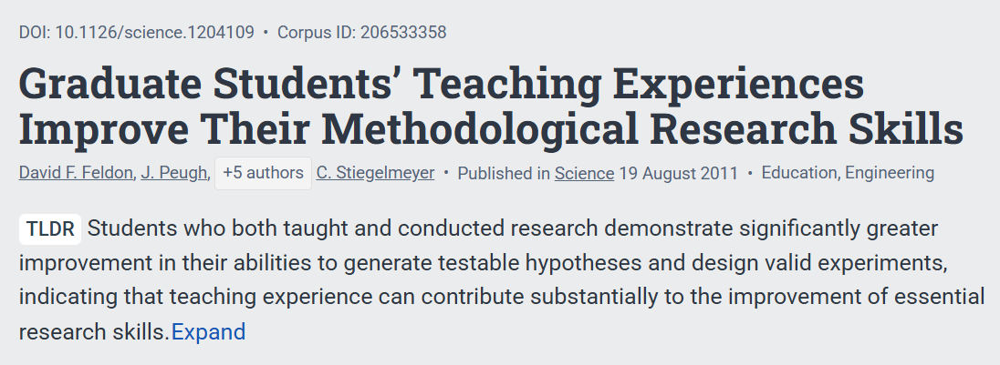 DOI: 10.1126/science.1204109 • Corpus ID: 206533358
Graduate Students’ Teaching Experiences
Improve Their Methodological Research Skills
David F. Feldon, J. Peugh, +5 authors C. Stiegelmeyer • Published in Science 19 August 2011 • Education, Engineering
TLDR Students who both taught and conducted research demonstrate significantly greater
improvement in their abilities to generate testable hypotheses and design valid experiments,
indicating that teaching experience can contribute substantially to the improvement of essential
research skills.Expand